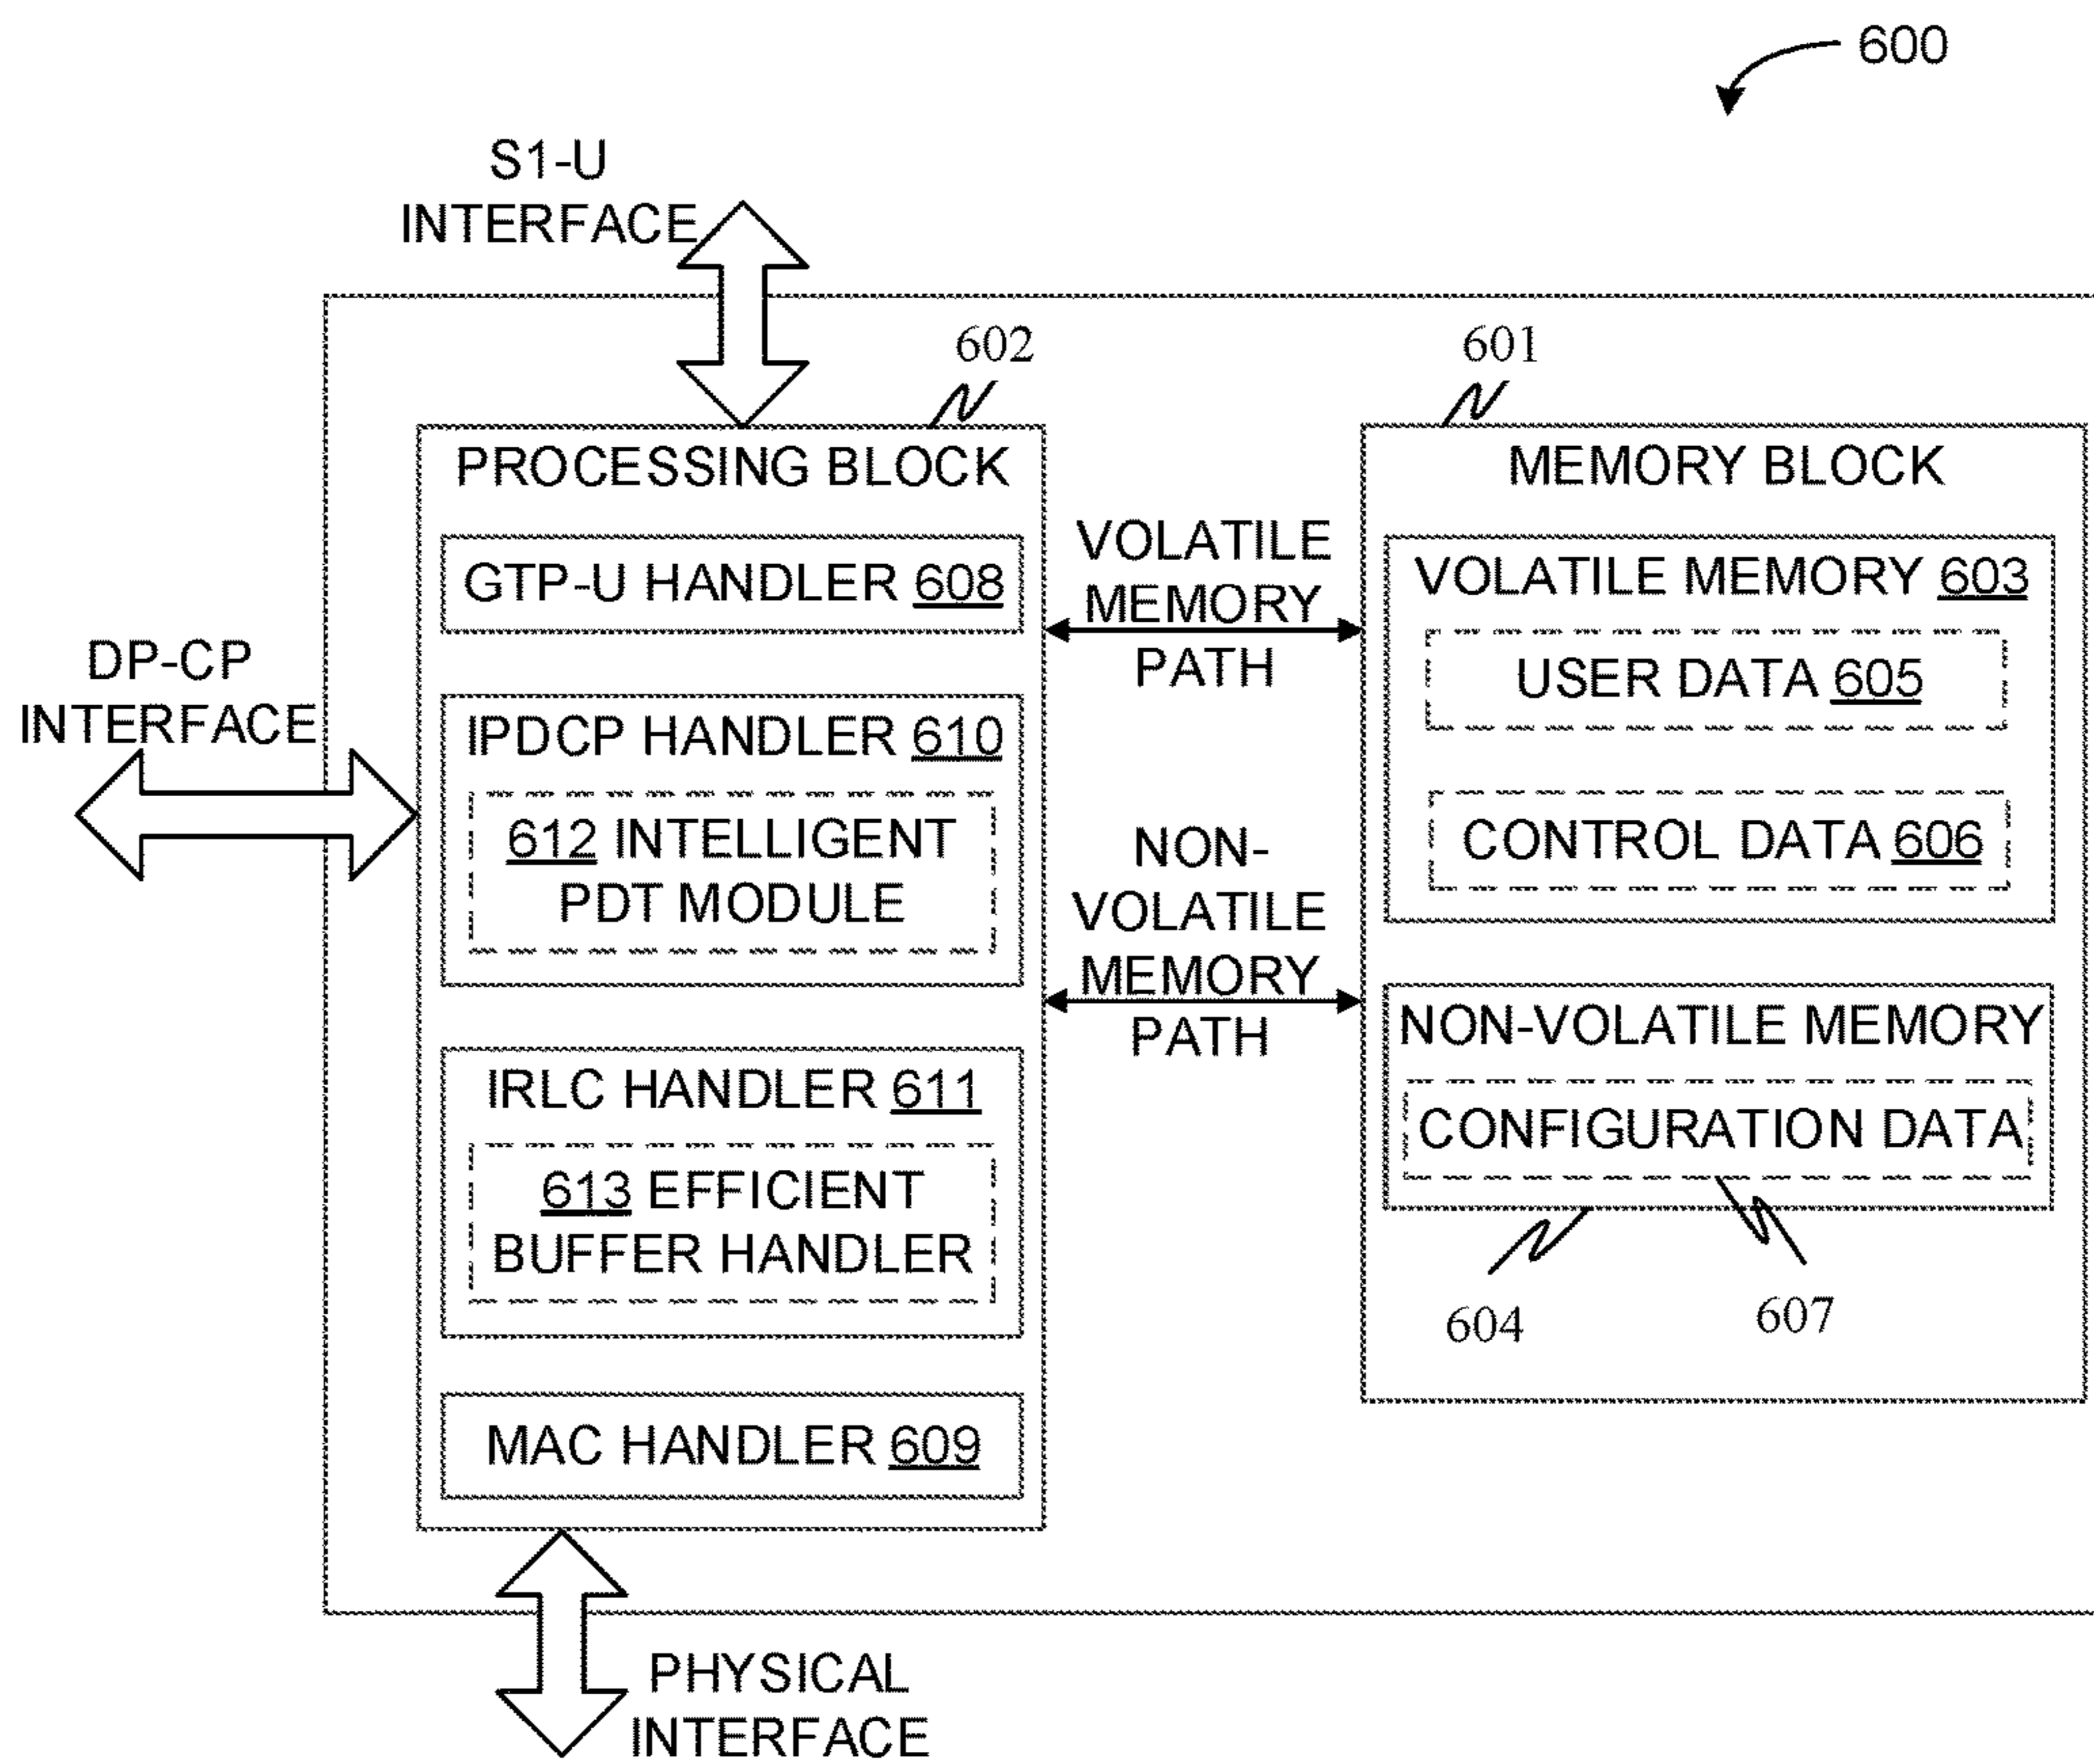 600
S1-U
INTERFACE
602
601
PROCESSING BLOCK
GTP-U HANDLER 608
DP-CP
INTERFACE
IPDCP HANDLER 610
612 INTELLIGENT
PDT MODULE
IRLC HANDLER 611
613 EFFICIENT
BUFFER HANDLER
MAC HANDLER 609
VOLATILE
MEMORY
PATH
NON-
VOLATILE
MEMORY
PATH
MEMORY BLOCK
VOLATILE MEMORY 603
USER DATA 605
CONTROL DATA 606
NON-VOLATILE MEMORY
CONFIGURATION DATA
604
607
PHYSICAL
INTERFACE